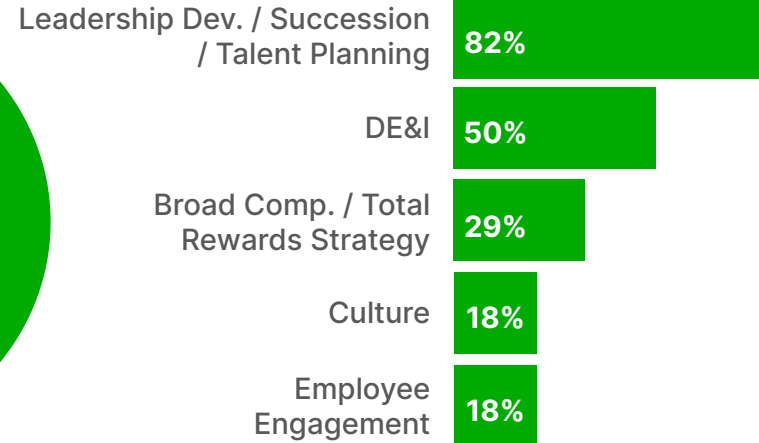 Leadership Dev. / Succession
/ Talent Planning
82%
DE&I
50%
Broad Comp. / Total
Rewards Strategy
29%
Culture
18%
Employee
Engagement
18%